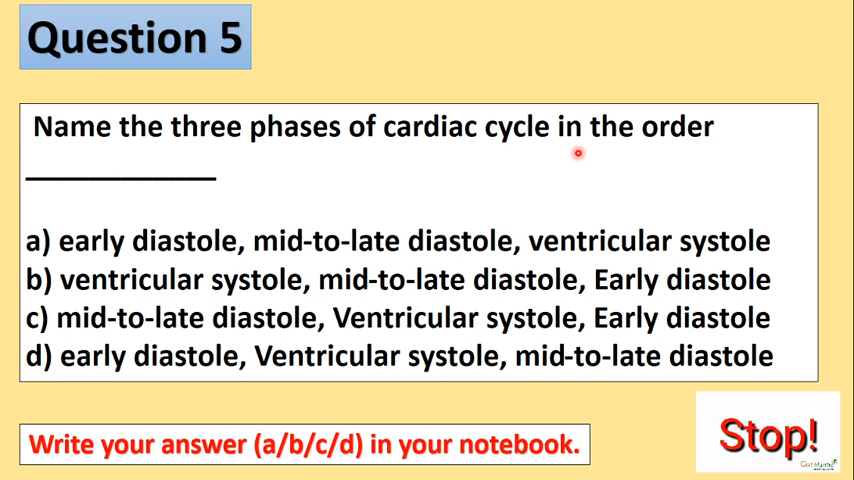 Question 5
Name the three phases of cardiac cycle in the order
_____________
a) early diastole, mid-to-late diastole, ventricular systole
b) ventricular systole, mid-to-late diastole, Early diastole
c) mid-to-late diastole, Ventricular systole, Early diastole
d) early diastole, Ventricular systole, mid-to-late diastole
Write your answer (a/b/c/d) in your notebook.
Stop!